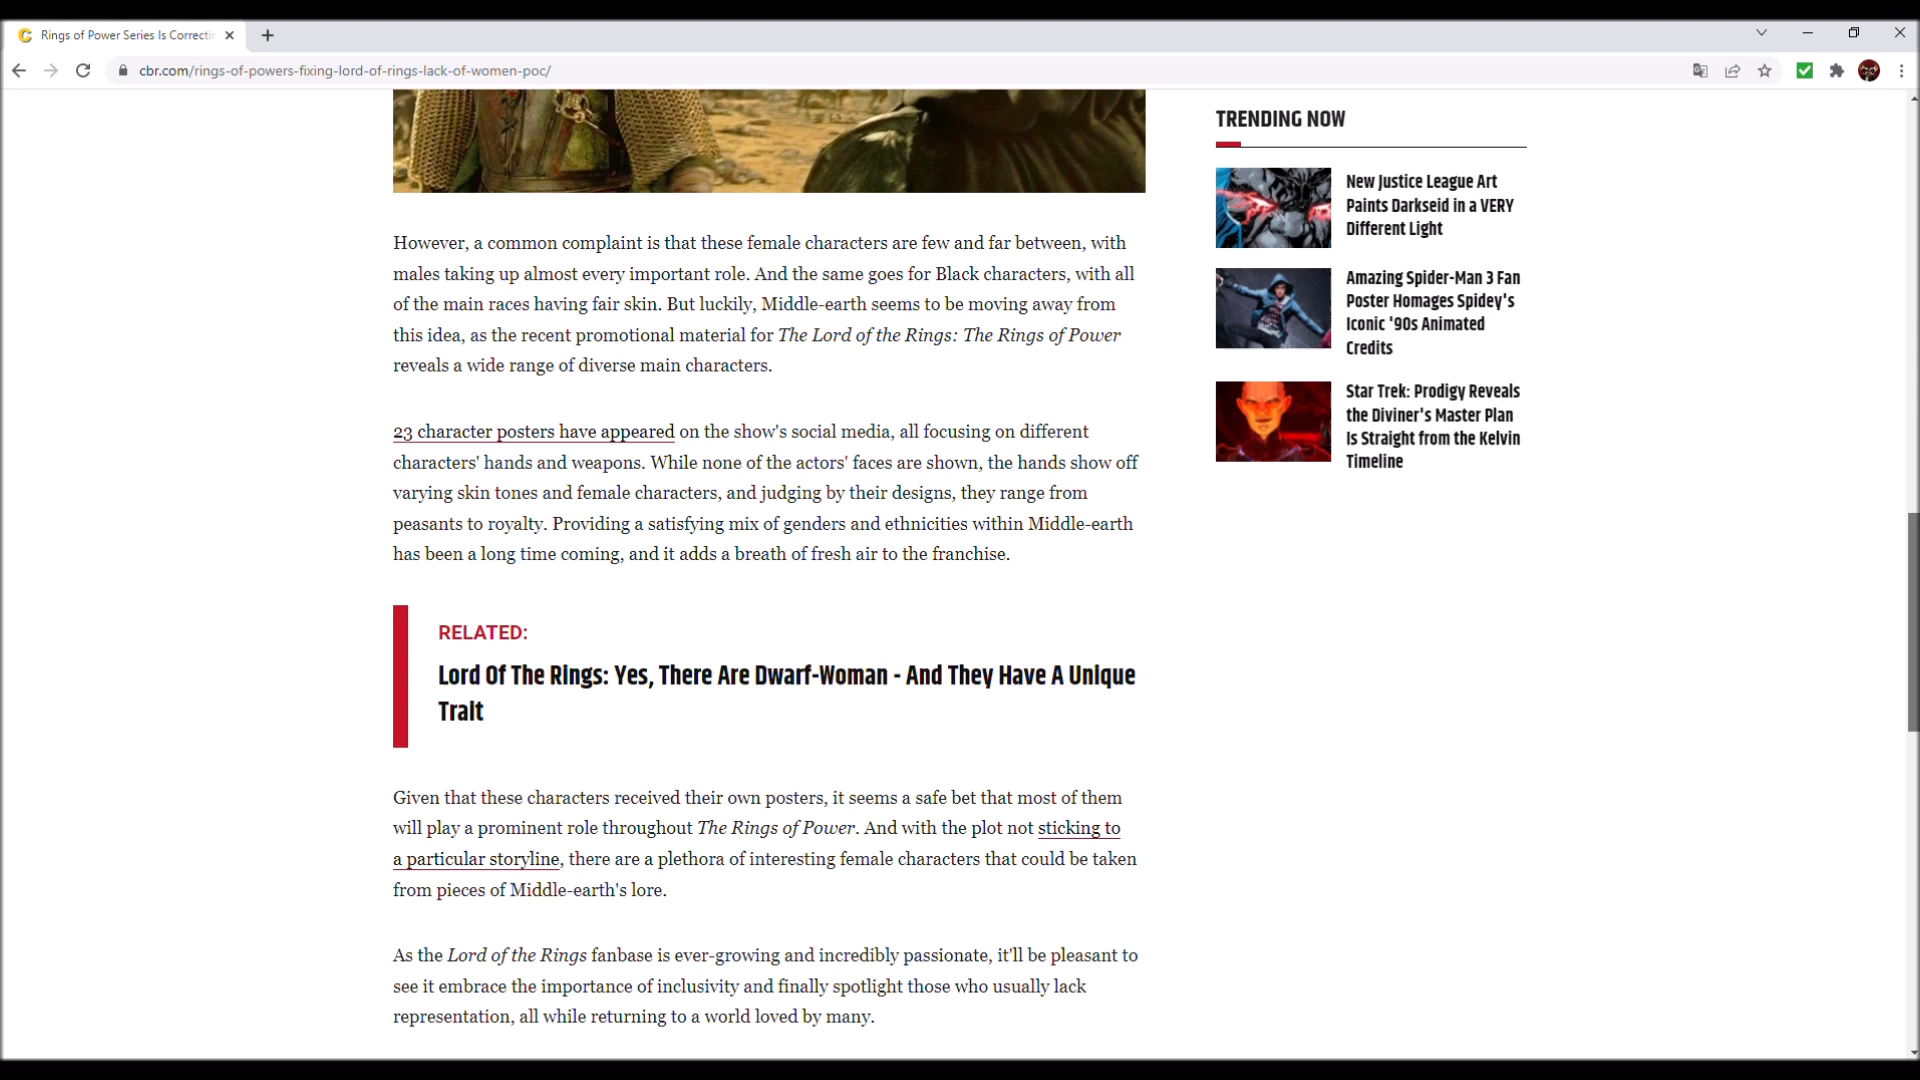 Rings of Power Series Is Correcti
cbr.com/rings-of-powers-fixing-lord-of-rings-lack-of-women-poc/
However, a common complaint is that these female characters are few and far between, with
males taking up almost every important role. And the same goes for Black characters, with all
of the main races having fair skin. But luckily, Middle-earth seems to be moving away from
this idea, as the recent promotional material for The Lord of the Rings: The Rings of Power
reveals a wide range of diverse main characters.
23 character posters have appeared on the show's social media, all focusing on different
characters' hands and weapons. While none of the actors' faces are shown, the hands show off
varying skin tones and female characters, and judging by their designs, they range from
peasants to royalty. Providing a satisfying mix of genders and ethnicities within Middle-earth
has been a long time coming, and it adds a breath of fresh air to the franchise.
RELATED:
Lord Of The Rings: Yes, There Are Dwarf-Woman - And They Have A Unique
Trait
Given that these characters received their own posters, it seems a safe bet that most of them
will play a prominent role throughout The Rings of Power. And with the plot not sticking to
a particular storyline, there are a plethora of interesting female characters that could be taken
from pieces of Middle-earth's lore.
As the Lord of the Rings fanbase is ever-growing and incredibly passionate, it'll be pleasant to
see it embrace the importance of inclusivity and finally spotlight those who usually lack
representation, all while returning to a world loved by many.
TRENDING NOW
New Justice League Art
Paints Darkseid in a VERY
Different Light
Amazing Spider-Man 3 Fan
Poster Homages Spidey's
Iconic '90s Animated
Credits
Star Trek: Prodigy Reveals
the Diviner's Master Plan
Is Straight from the Kelvin
Timeline